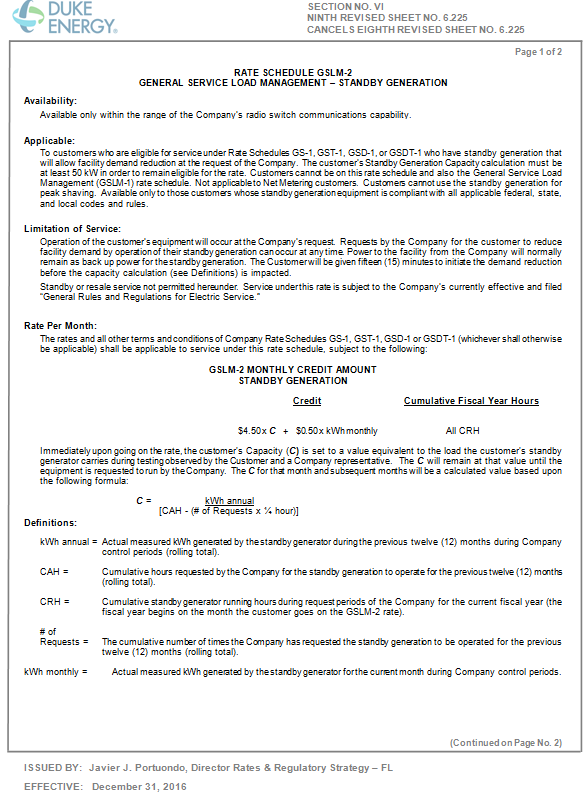 DUKE
ENERGY®
SECTION NO. VI
NINTH REVISED SHEET NO. 6.225
CANCELS EIGHTH REVISED SHEET NO. 6.225
Page 1 of 2
RATE SCHEDULE GSLM-2
GENERAL SERVICE LOAD MANAGEMENT – STANDBY GENERATION
Availability:
Available only within the range of the Company's radio switch communications capability.
Applicable:
To customers who are eligible for service under Rate Schedules GS-1, GST-1, GSD-1, or GSDT-1 who have standby generation that
will allow facility demand reduction at the request of the Company. The customer's Standby Generation Capacity calculation must be
at least 50 kW in order to remain eligible for the rate. Customers cannot be on this rate schedule and also the General Service Load
Management (GSLM-1) rate schedule. Not applicable to Net Metering customers. Customers cannot use the standby generation for
peak shaving. Available only to those customers whose standby generation equipment is compliant with all applicable federal, state,
and local codes and rules.
Limitation of Service:
Operation of the customer's equipment will occur at the Company's request. Requests by the Company for the customer to reduce
facility demand by operation of their standby generation can occur at any time. Power to the facility from the Company will normally
remain as back up power for the standby generation. The Customer will be given fifteen (15) minutes to initiate the demand reduction
before the capacity calculation (see Definitions) is impacted.
Standby or resale service not permitted hereunder. Service under this rate is subject to the Company's currently effective and filed
"General Rules and Regulations for Electric Service."
Rate Per Month:
The rates and all other terms and conditions of Company Rate Schedules GS-1, GST-1, GSD-1 or GSDT-1 (whichever shall otherwise
be applicable) shall be applicable to service under this rate schedule, subject to the following:
GSLM-2 MONTHLY CREDIT AMOUNT
STANDBY GENERATION
Credit Cumulative Fiscal Year Hours
$4.50 x C + $0.50 x kWh monthly All CRH
Immediately upon going on the rate, the customer's Capacity (C) is set to a value equivalent to the load the customer's standby
generator carries during testing observed by the Customer and a Company representative. The C will remain at that value until the
equipment is requested to run by the Company. The C for that month and subsequent months will be a calculated value based upon
the following formula:
C = kWh annual
[CAH - (# of Requests x ¼ hour)]
Definitions:
kWh annual = Actual measured kWh generated by the standby generator during the previous twelve (12) months during Company
control periods (rolling total).
CAH = Cumulative hours requested by the Company for the standby generation to operate for the previous twelve (12) months
(rolling total).
CRH = Cumulative standby generator running hours during request periods of the Company for the current fiscal year (the
fiscal year begins on the month the customer goes on the GSLM-2 rate).
# of
Requests = The cumulative number of times the Company has requested the standby generation to be operated for the previous
twelve (12) months (rolling total).
kWh monthly = Actual measured kWh generated by the standby generator for the current month during Company control periods.
(Continued on Page No. 2)
ISSUED BY: Javier J. Portuondo, Director Rates & Regulatory Strategy – FL
EFFECTIVE: December 31, 2016